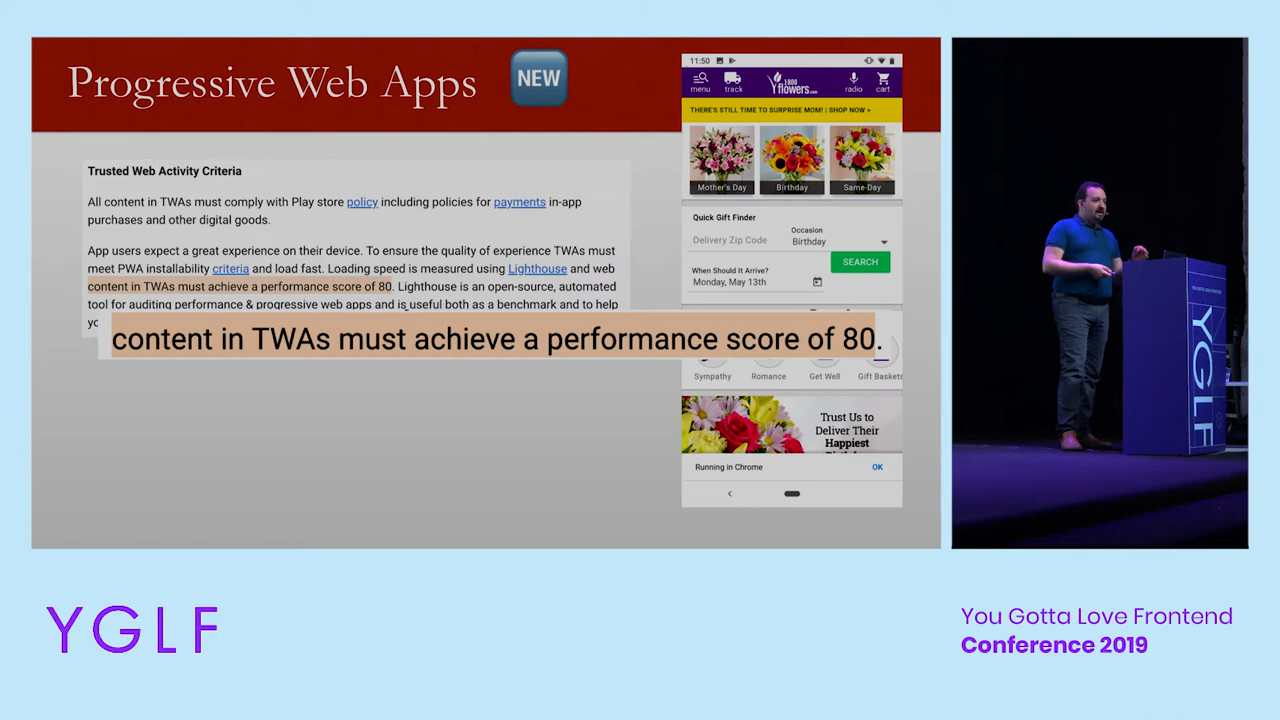 Progressive Web Apps NEW
Trusted Web Activity Criteria
All content in TWAs must comply with Play store policy including policies for payments in-app
purchases and other digital goods.
App users expect a great experience on their device. To ensure the quality of experience TWAs must
meet PWA installability criteria and load fast. Loading speed is measured using Lighthouse and web
content in TWAs must achieve a performance score of 80. Lighthouse is an open-source, automated
tool for auditing performance & progressive web apps and is useful both as a benchmark and to help
content in TWAs must achieve a performance score of 80.
11:50
menu track 1800 flowers.com radio cart
THERE'S STILL TIME TO SURPRISE MOM! | SHOP NOW >
Mother's Day Birthday Same-Day
Quick Gift Finder
Delivery Zip Code
Occasion
Birthday
When Should It Arrive?
Monday, May 13th
SEARCH
Sympathy Romance Get Well Gift Baskets
Trust Us to
Deliver Their
Happiest
Running in Chrome OK
YGLF
YGLF
You Gotta Love Frontend
Conference 2019